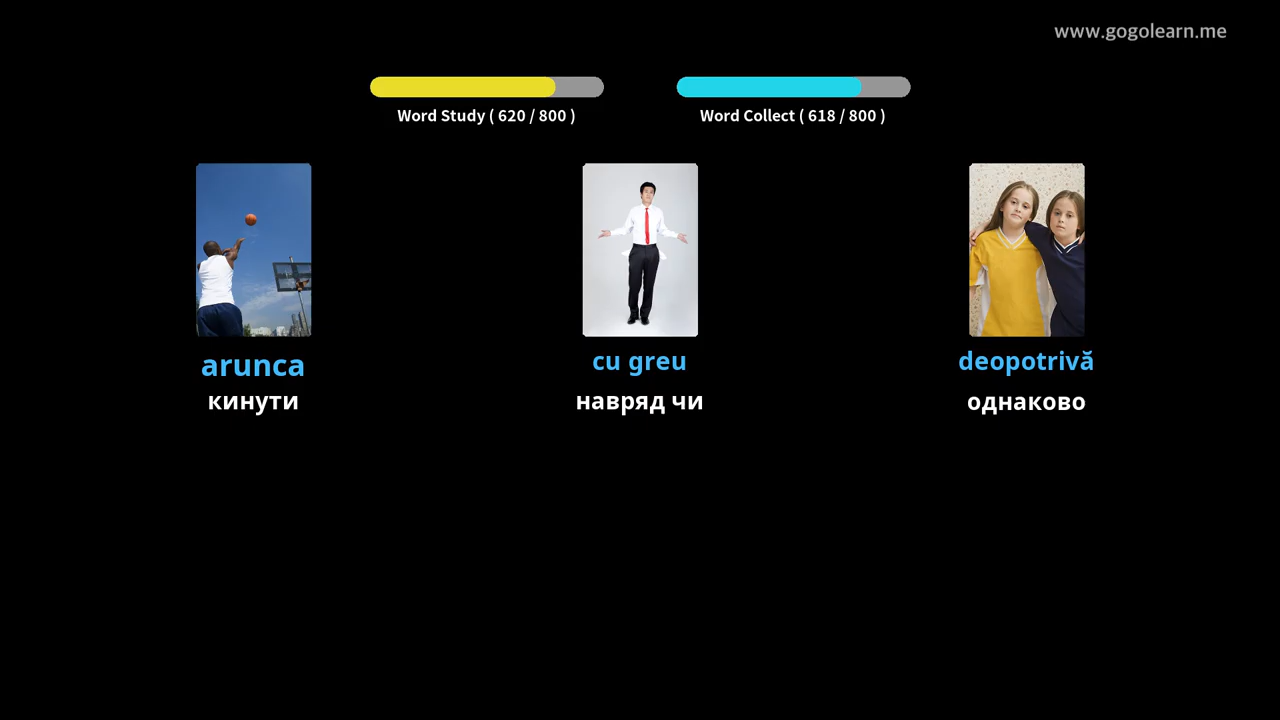 www.gogolearn.me
Word Study ( 620 / 800 )
Word Collect ( 618 / 800 )
arunca
кинути
cu greu
навряд чи
deopotrivă
однаково